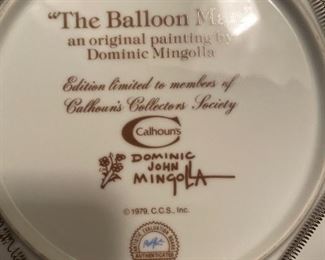 "The Balloon Man"
an original painting by
Dominic Mingolla
Edition limited to members of
Calhoun's Collectors Society
C
Calhoun's
DOMINIC
JOHN
MINGOLLA
© 1979, C.C.S., Inc.
AUTHENTICATED